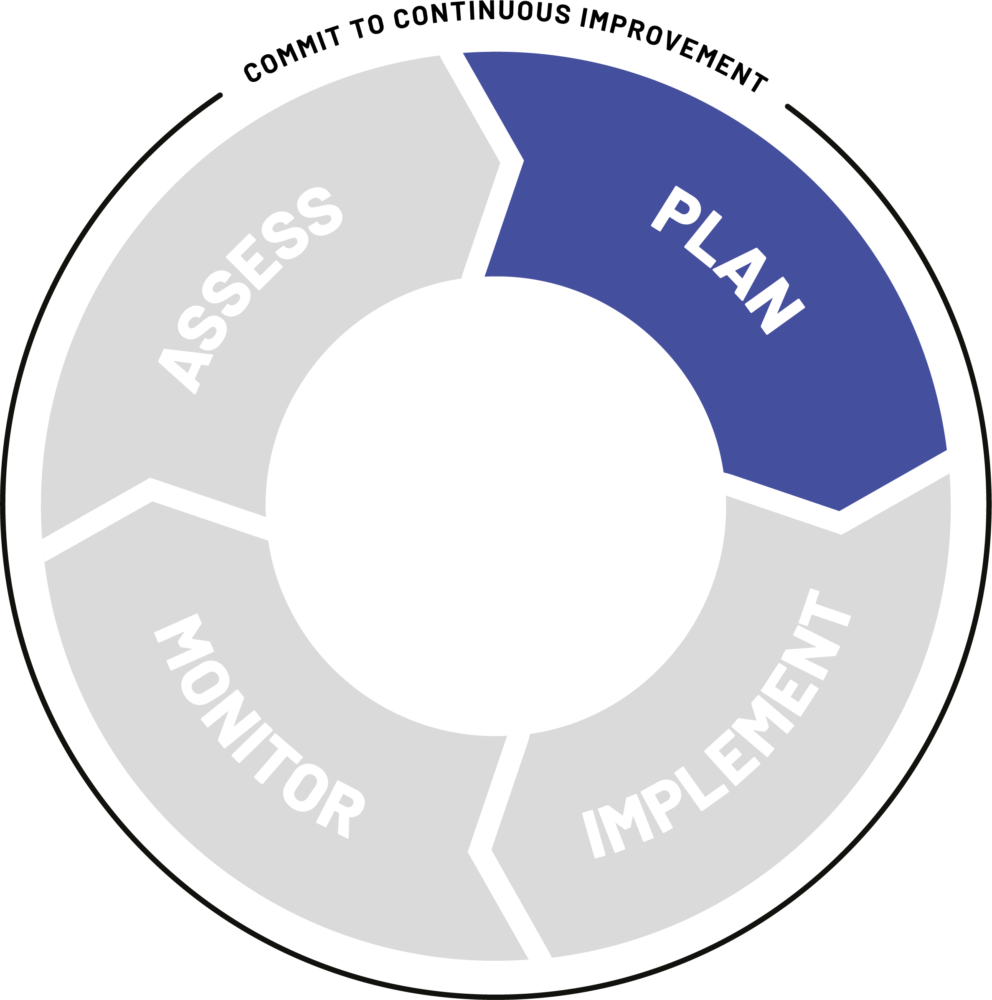 COMMIT TO CONTINUOUS IMPROVEMENT
ASSESS
PLAN
IMPLEMENT
MONITOR